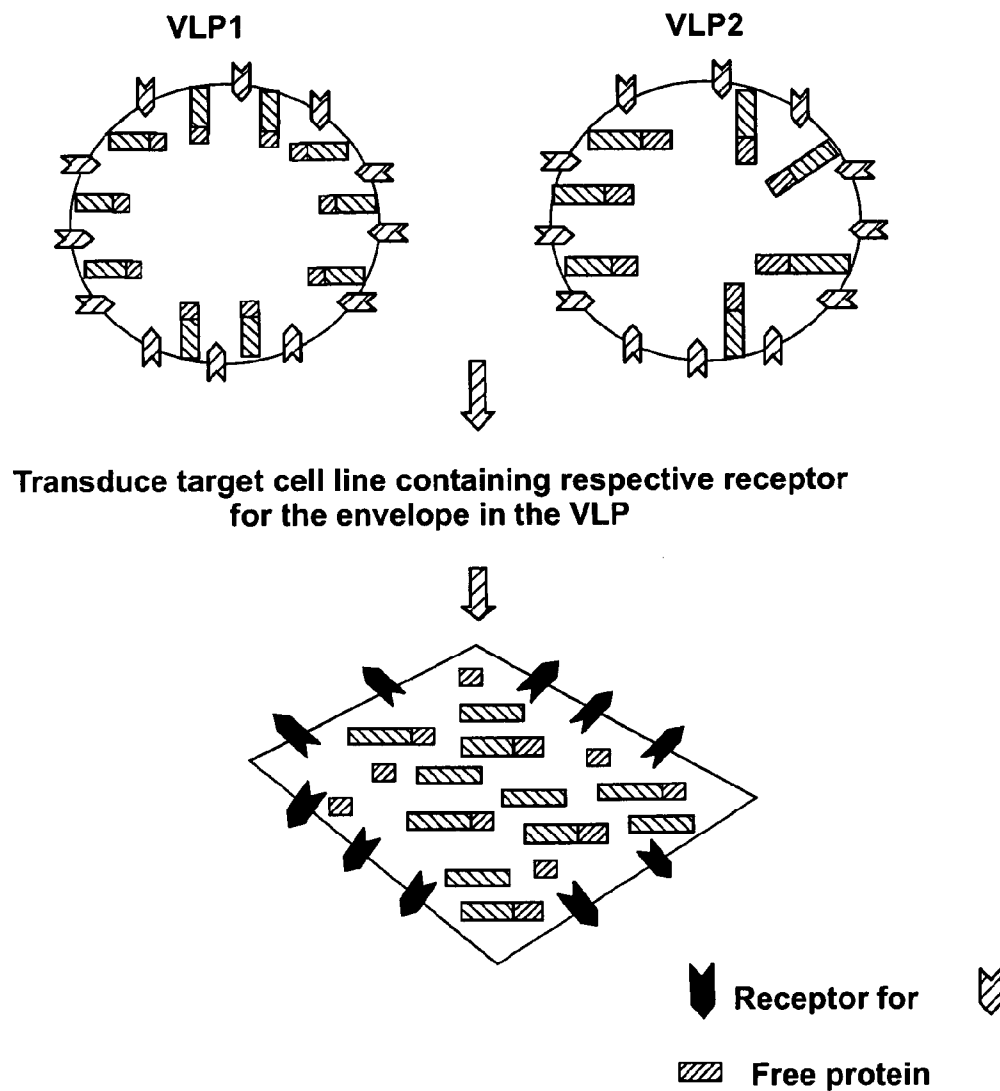 VLP1
VLP2
Transduce target cell line containing respective receptor
for the envelope in the VLP
Receptor for
Free protein